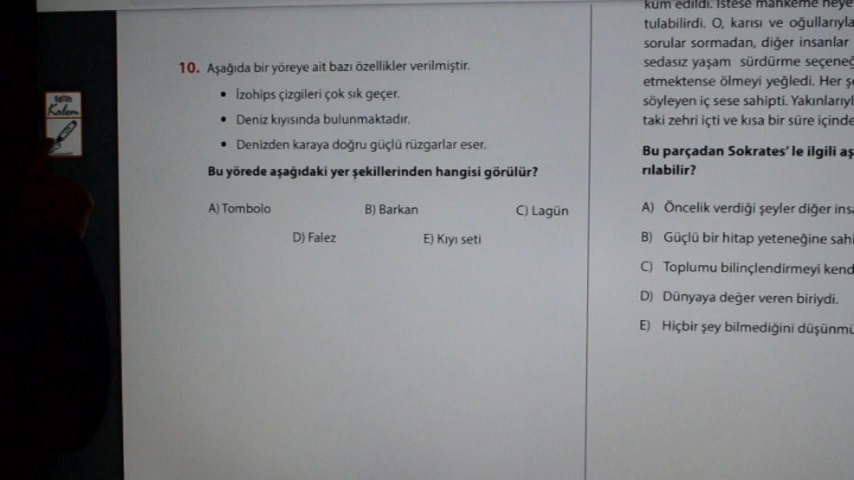 10. Aşağıda bir yöreye ait bazı özellikler verilmiştir.
• İzohips çizgileri çok sık geçer.
• Deniz kıyısında bulunmaktadır.
• Denizden karaya doğru güçlü rüzgarlar eser.
Bu yörede aşağıdaki yer şekillerinden hangisi görülür?
A) Tombolo B) Barkan C) Lagün
D) Falez E) Kıyı seti
Kalem
kum edildi. İstese mahkeme heye
tulabilirdi. O, karısı ve oğullarıyla
sorular sormadan, diğer insanlar
sedasız yaşam sürdürme seçeneğ
etmektense ölmeyi yeğledi. Her şe
söyleyen iç sese sahipti. Yakınlarıyl
taki zehri içti ve kısa bir süre içinde
Bu parçadan Sokrates' le ilgili aş
rılabilir?
A) Öncelik verdiği şeyler diğer insa
B) Güçlü bir hitap yeteneğine sahi
C) Toplumu bilinçlendirmeyi kend
D) Dünyaya değer veren biriydi.
E) Hiçbir şey bilmediğini düşünmü